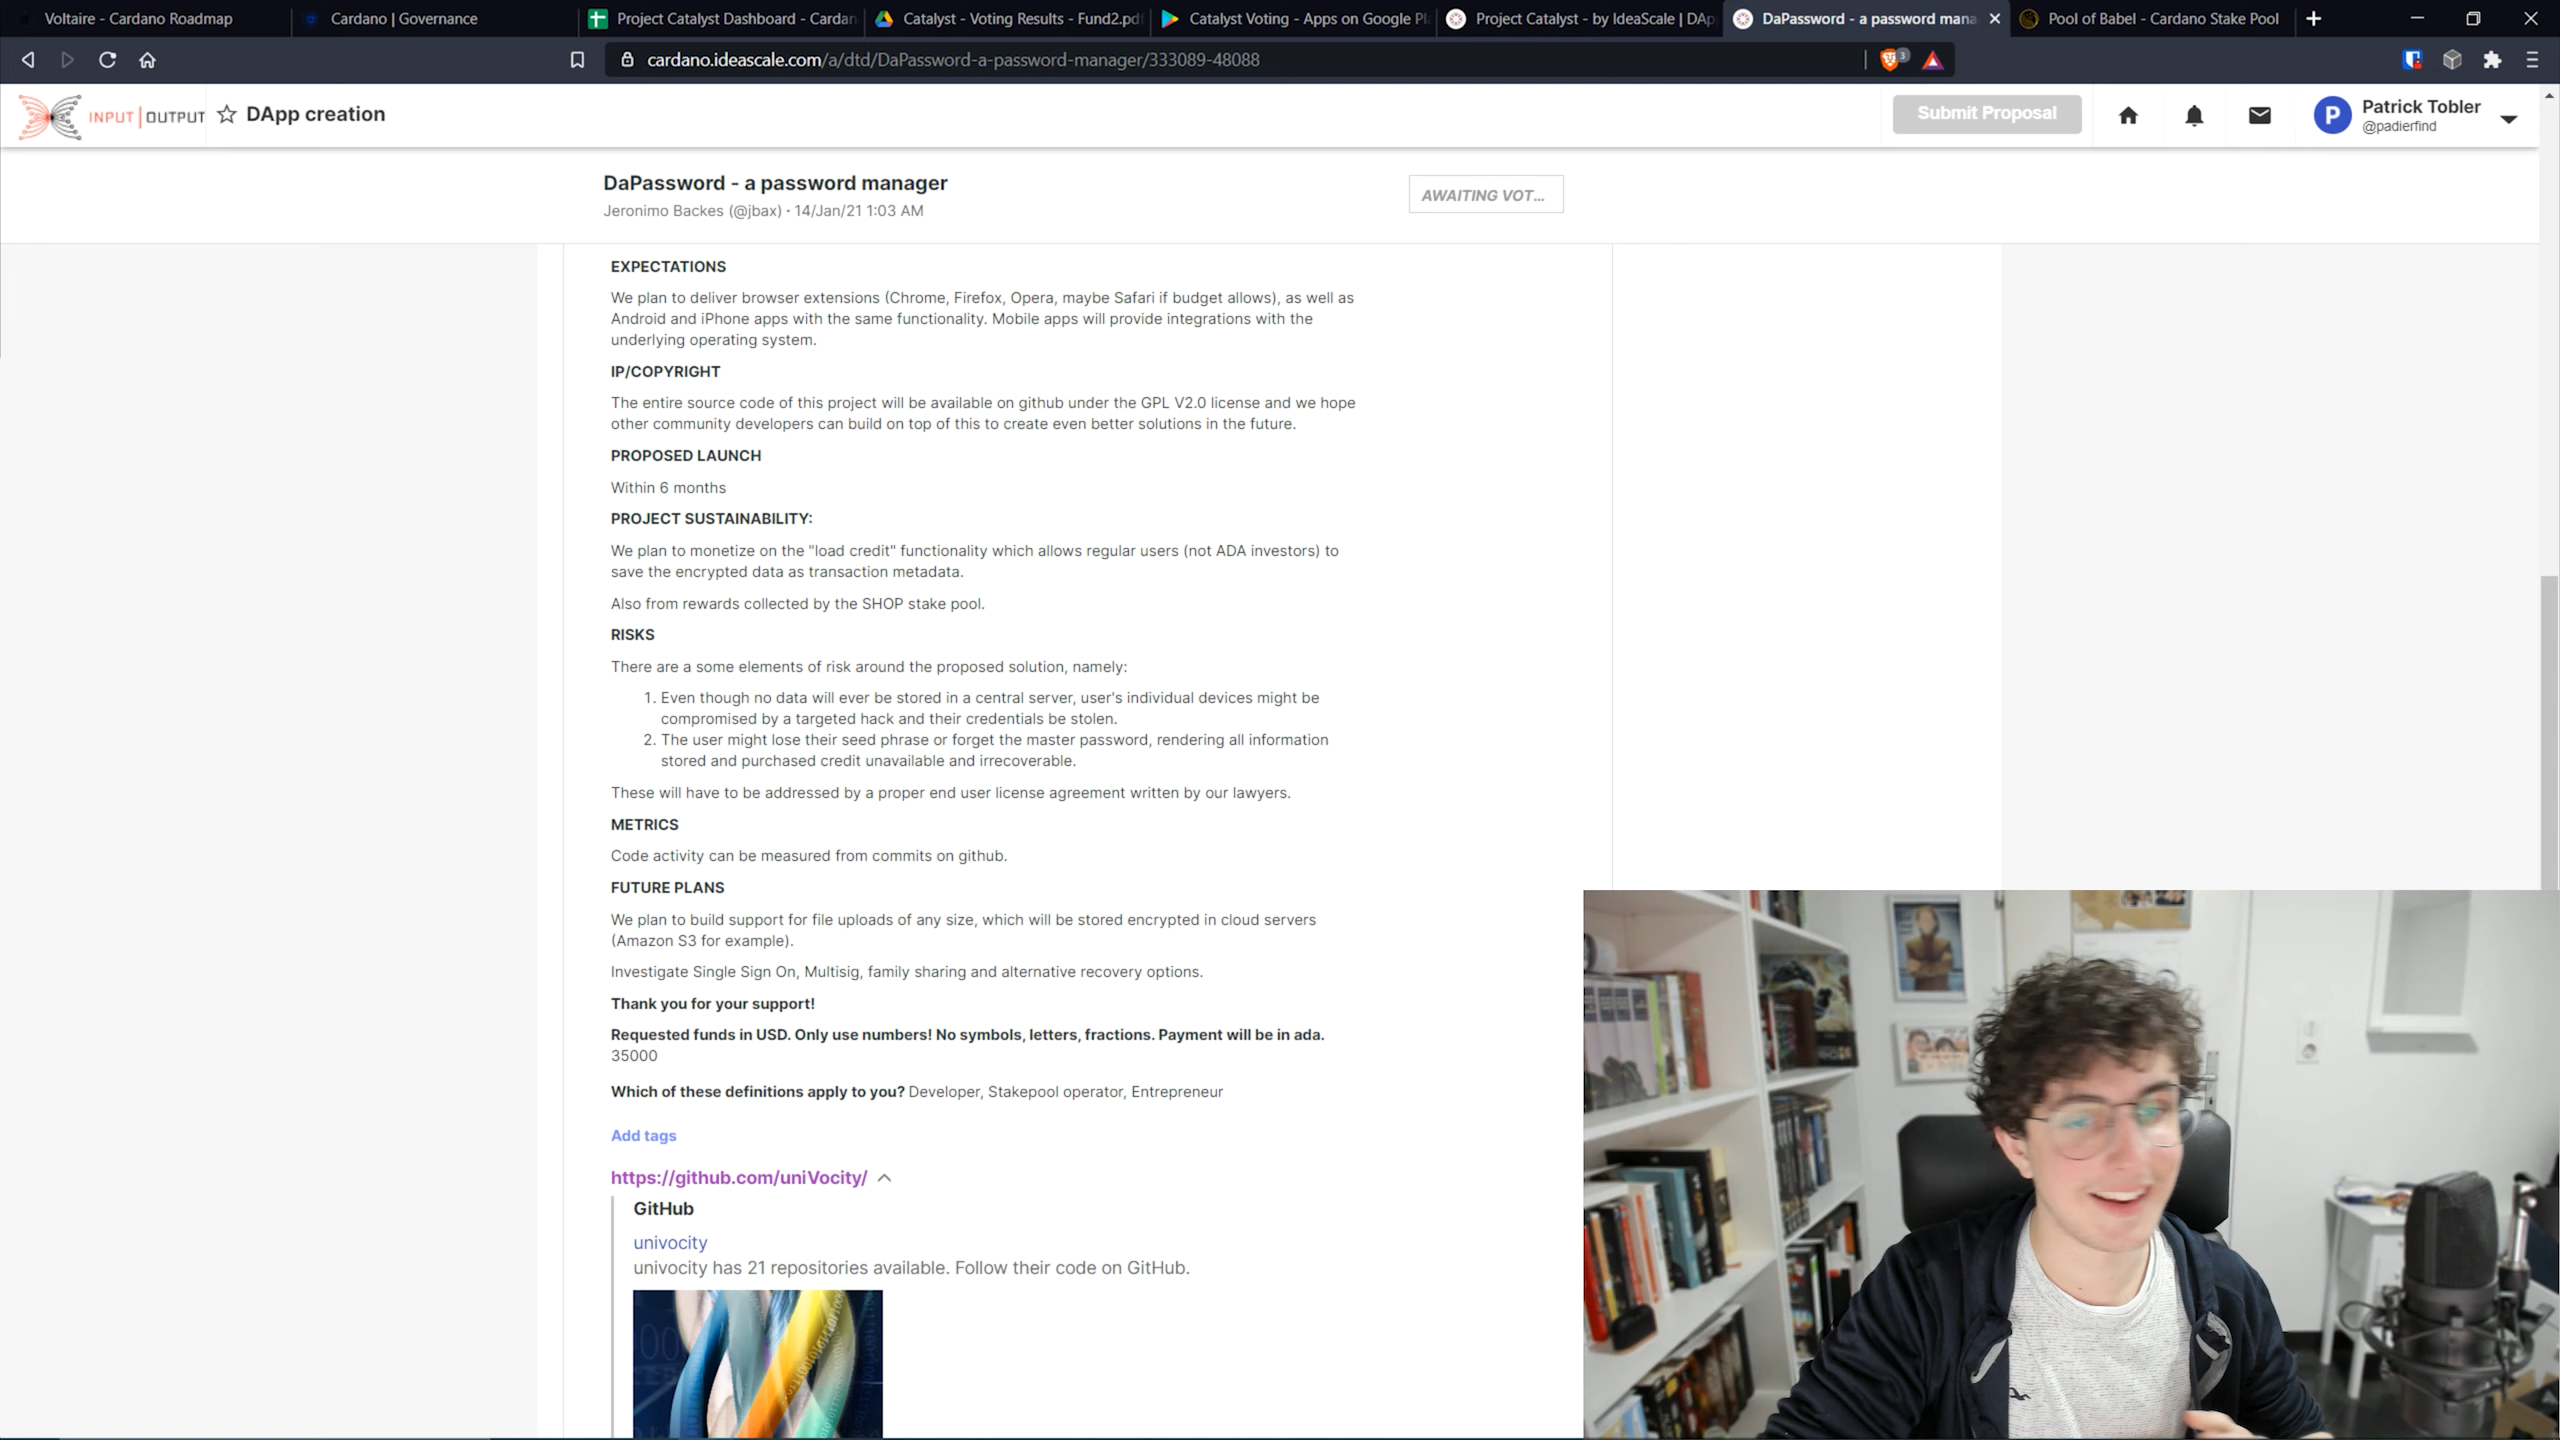 Voltaire - Cardano Roadmap
Cardano | Governance
Project Catalyst Dashboard - Cardan
Catalyst - Voting Results - Fund2.pdf
Catalyst Voting - Apps on Google Pl
Project Catalyst - by IdeaScale | DAp
DaPassword - a password mana
Pool of Babel - Cardano Stake Pool
cardano.ideascale.com/a/dtd/DaPassword-a-password-manager/333089-48088
3
INPUT | OUTPUT
DApp creation
Submit Proposal
P
Patrick Tobler
@padierfind
DaPassword - a password manager
Jeronimo Backes (@jbax) • 14/Jan/21 1:03 AM
AWAITING VOT...
EXPECTATIONS
We plan to deliver browser extensions (Chrome, Firefox, Opera, maybe Safari if budget allows), as well as
Android and iPhone apps with the same functionality. Mobile apps will provide integrations with the
underlying operating system.
IP/COPYRIGHT
The entire source code of this project will be available on github under the GPL V2.0 license and we hope
other community developers can build on top of this to create even better solutions in the future.
PROPOSED LAUNCH
Within 6 months
PROJECT SUSTAINABILITY:
We plan to monetize on the "load credit" functionality which allows regular users (not ADA investors) to
save the encrypted data as transaction metadata.
Also from rewards collected by the SHOP stake pool.
RISKS
There are a some elements of risk around the proposed solution, namely:
1. Even though no data will ever be stored in a central server, user's individual devices might be
compromised by a targeted hack and their credentials be stolen.
2. The user might lose their seed phrase or forget the master password, rendering all information
stored and purchased credit unavailable and irrecoverable.
These will have to be addressed by a proper end user license agreement written by our lawyers.
METRICS
Code activity can be measured from commits on github.
FUTURE PLANS
We plan to build support for file uploads of any size, which will be stored encrypted in cloud servers
(Amazon S3 for example).
Investigate Single Sign On, Multisig, family sharing and alternative recovery options.
Thank you for your support!
Requested funds in USD. Only use numbers! No symbols, letters, fractions. Payment will be in ada.
35000
Which of these definitions apply to you? Developer, Stakepool operator, Entrepreneur
Add tags
https://github.com/uniVocity/
GitHub
univocity
univocity has 21 repositories available. Follow their code on GitHub.